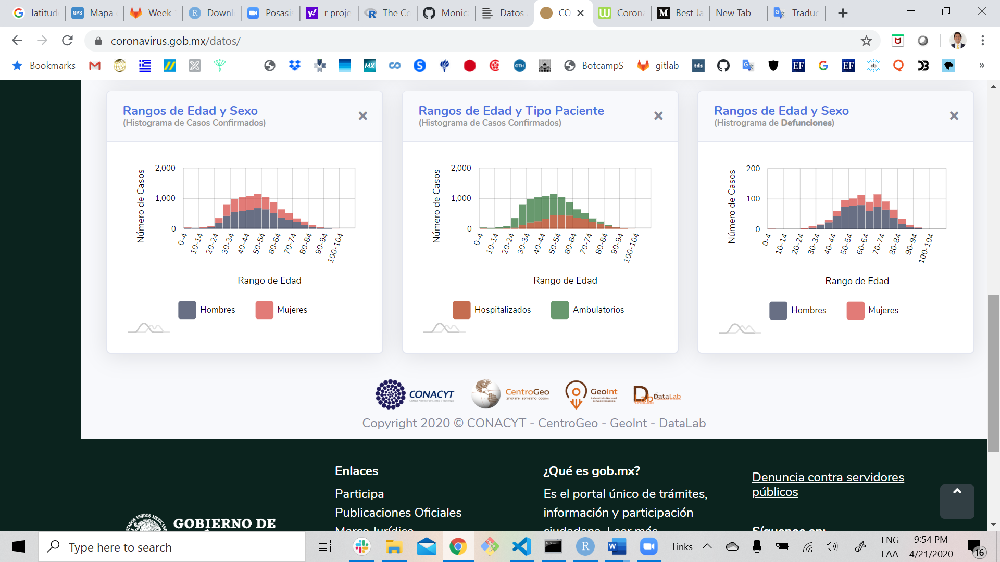 latitud
Mapa
Week
Downl
Posasis
r proje
The Co
Monica
Datos
CO
Corona
Best Ja
New Tab
Traduc
coronavirus.gob.mx/datos/
Bookmarks
BotcampS
gitlab
Rangos de Edad y Sexo
(Histograma de Casos Confirmados)
Número de Casos
2,000
1,000
0
0-4
10-14
20-24
30-34
40-44
50-54
60-64
70-74
80-84
90-94
100-104
Rango de Edad
Hombres
Mujeres
Rangos de Edad y Tipo Paciente
(Histograma de Casos Confirmados)
Número de Casos
2,000
1,000
0
0-4
10-14
20-24
30-34
40-44
50-54
60-64
70-74
80-84
90-94
100-104
Rango de Edad
Hospitalizados
Ambulatorios
Rangos de Edad y Sexo
(Histrograma de Defunciones)
Número de Casos
200
100
0
0-4
10-14
20-24
30-34
40-44
50-54
60-64
70-74
80-84
90-94
100-104
Rango de Edad
Hombres
Mujeres
CONACYT
CentroGeo
GeoInt
DataLab
Copyright 2020 © CONACYT - CentroGeo - GeoInt - DataLab
Enlaces
Participa
Publicaciones Oficiales
Marco Jurídico
¿Qué es gob.mx?
Es el portal único de trámites,
información y participación
ciudadana. Leer más
Denuncia contra servidores
públicos
Síguenos en:
GOBIERNO DE
Type here to search
Links
ENG
LAA
9:54 PM
4/21/2020
16